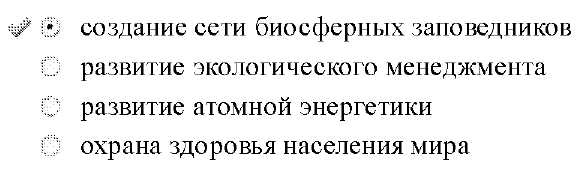 создание сети биосферных заповедников
развитие экологического менеджмента
развитие атомной энергетики
охрана здоровья населения мира